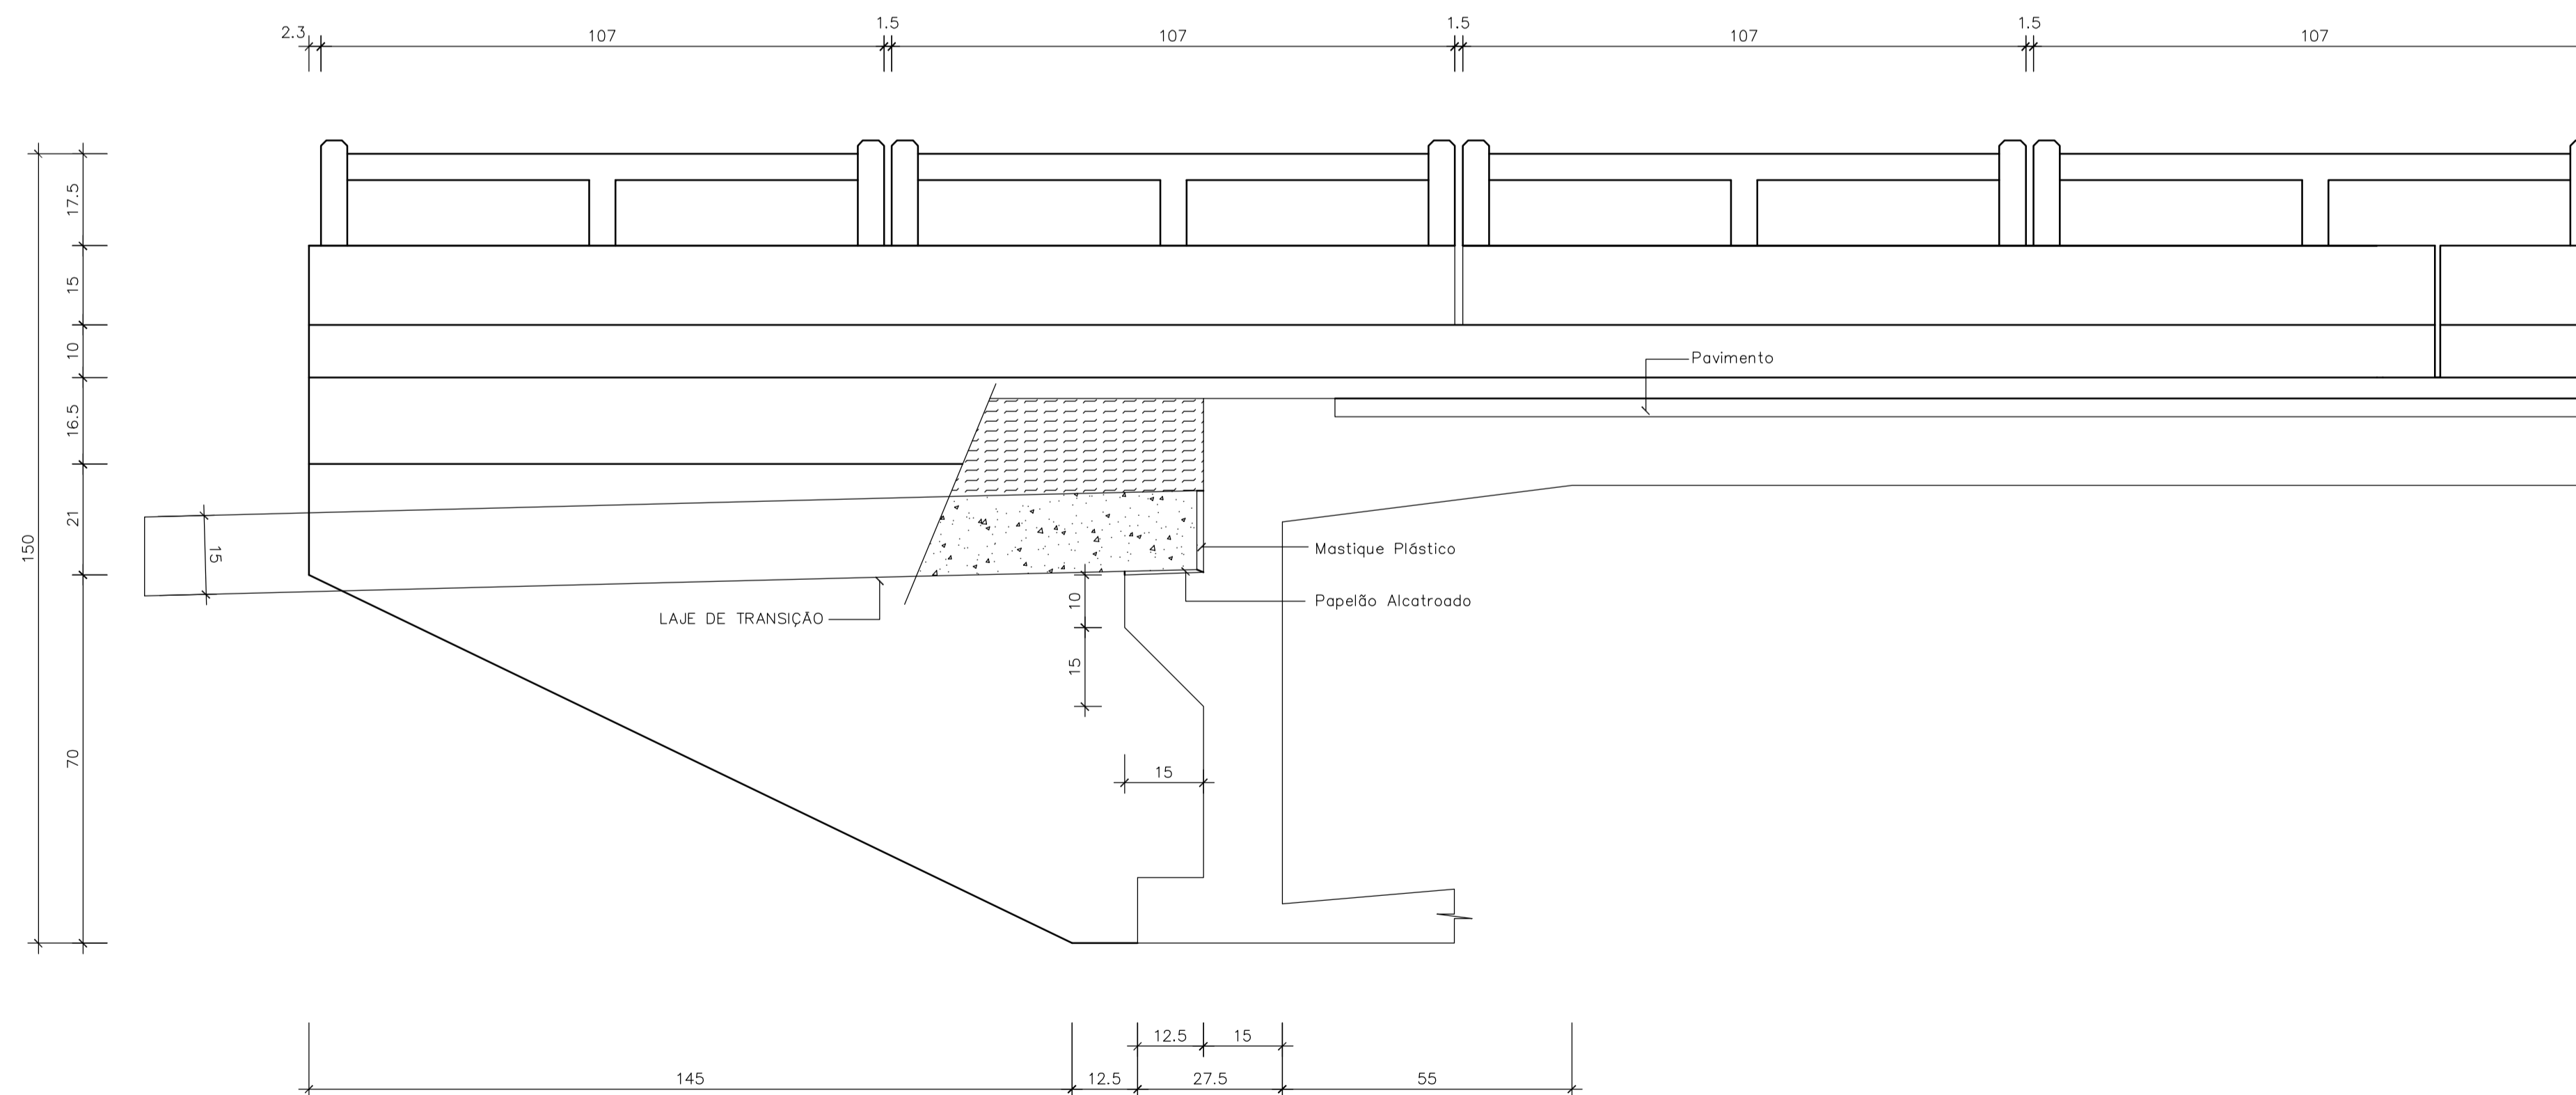 1.5 1.5 1.5
2.3 107 107 107 107
17.5
15
10
Pavimento
16.5
21
150
15
Mastique Plástico
10
Papelão Alcatroado
LAJE DE TRANSIÇÃO
15
70
15
12.5 15
145 12.5 27.5 55